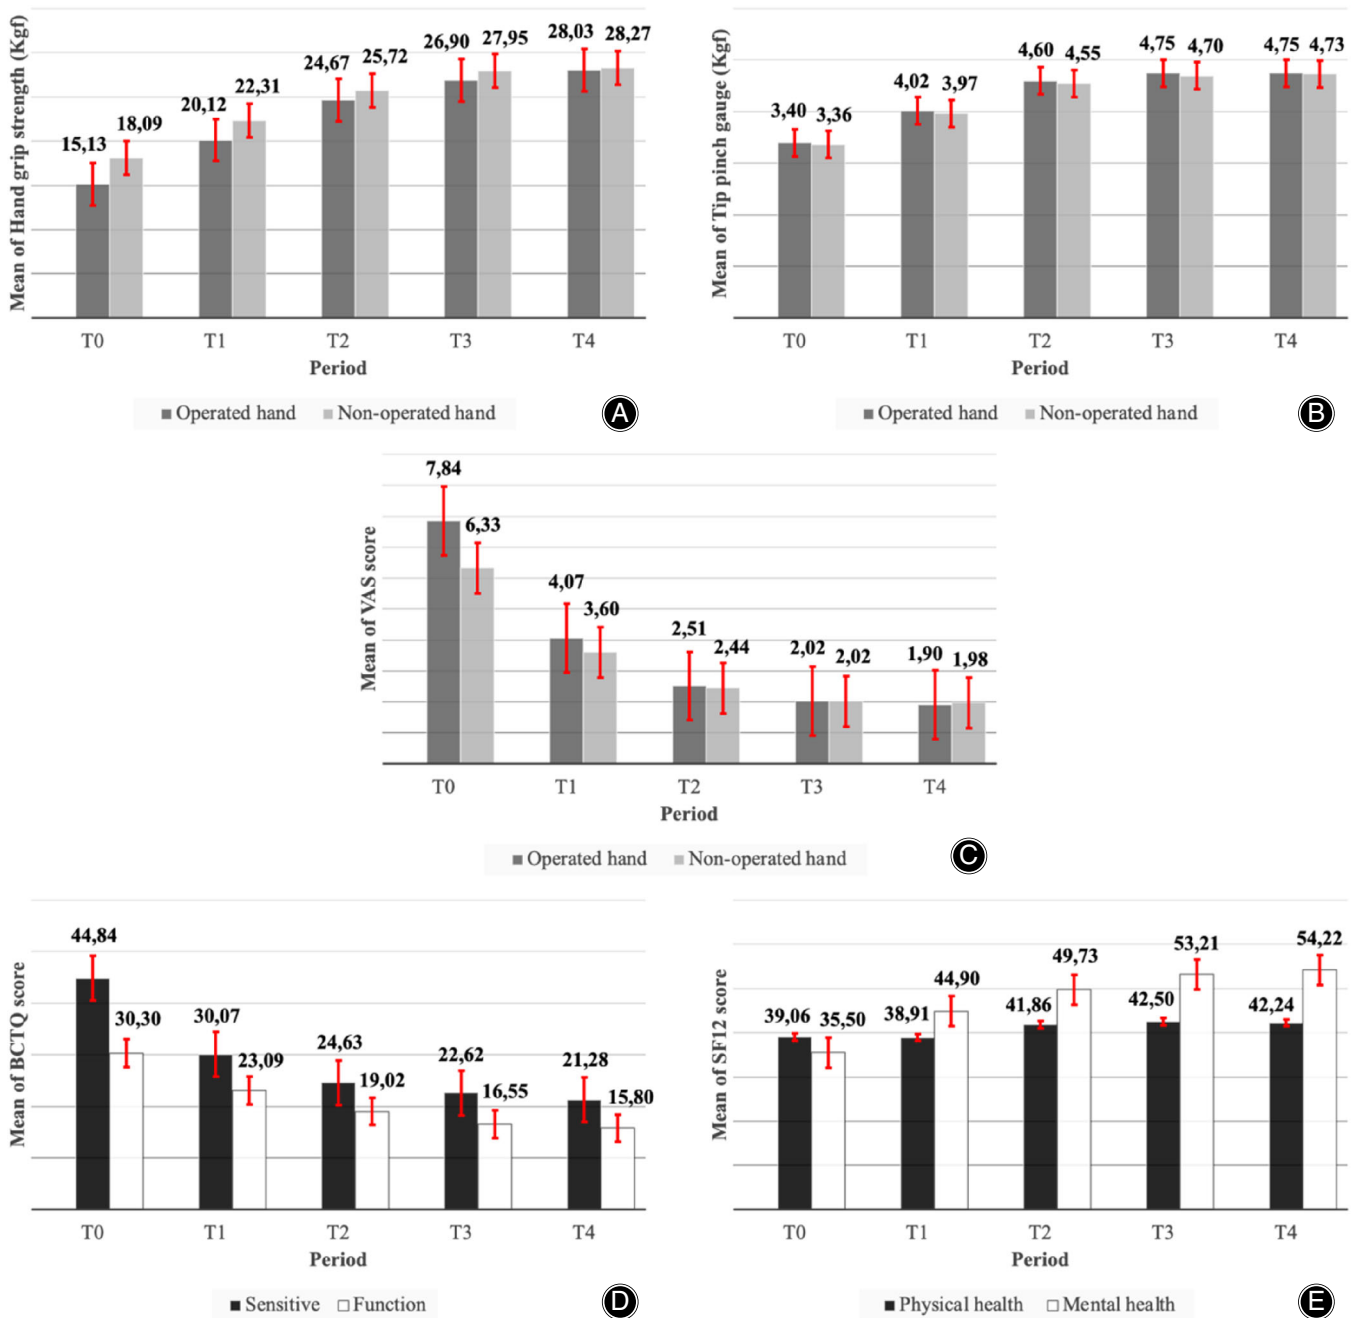 Mean of Hand grip strength (Kgf)
15,13 18,09 20,12 22,31 24,67 25,72 26,90 27,95 28,03 28,27
T0 T1 T2 T3 T4
Period
Operated hand Non-operated hand
A
Mean of Tip pinch gauge (Kgf)
3,40 3,36 4,02 3,97 4,60 4,55 4,75 4,70 4,75 4,73
T0 T1 T2 T3 T4
Period
Operated hand Non-operated hand
B
Mean of VAS score
7,84 6,33 4,07 3,60 2,51 2,44 2,02 2,02 1,90 1,98
T0 T1 T2 T3 T4
Period
Operated hand Non-operated hand
C
Mean of BCTQ score
44,84 30,30 30,07 23,09 24,63 19,02 22,62 16,55 21,28 15,80
T0 T1 T2 T3 T4
Period
Sensitive Function
D
Mean of SF12 score
39,06 35,50 38,91 44,90 41,86 49,73 42,50 53,21 42,24 54,22
T0 T1 T2 T3 T4
Period
Physical health Mental health
E